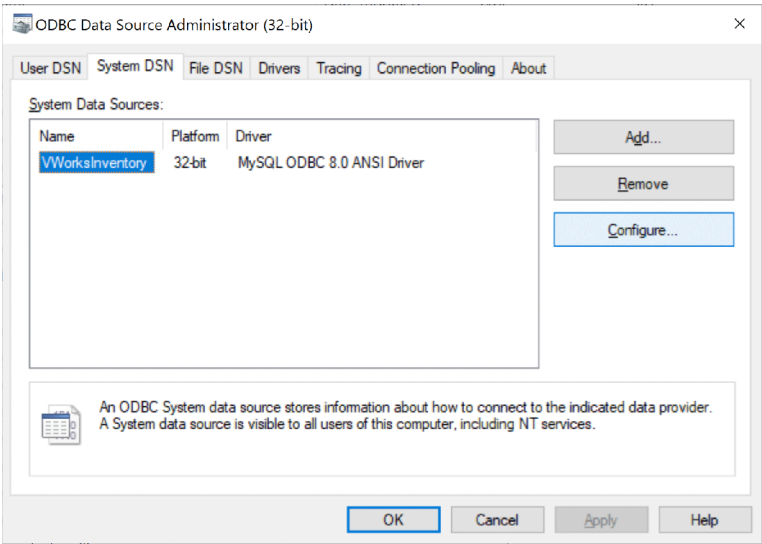 ODBC Data Source Administrator (32-bit)
User DSN System DSN File DSN Drivers Tracing Connection Pooling About
System Data Sources:
Name Platform Driver
VWorksInventory 32-bit MySQL ODBC 8.0 ANSI Driver
Add...
Remove
Configure...
An ODBC System data source stores information about how to connect to the indicated data provider.
A System data source is visible to all users of this computer, including NT services.
OK Cancel Apply Help